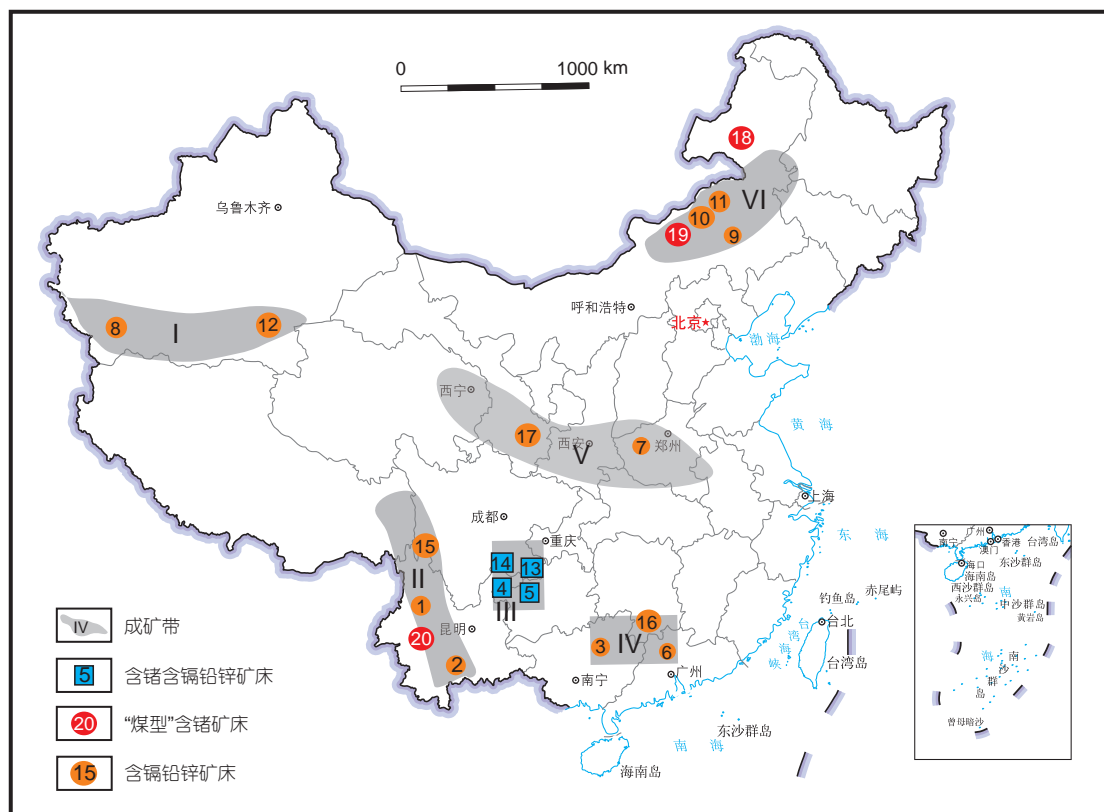 0 1000 km
18
乌鲁木齐
11
VI
10
19
9
呼和浩特
8
I
12
北京
渤海
西宁
17
西安
V
7
郑州
黄海
上海
成都
重庆
东海
15
14
13
II
4
5
III
1
赤尾屿
钓鱼岛
20
昆明
16
台北
3
IV
6
台湾海峡
2
广州
台湾岛
南宁
东沙群岛
南海
海南岛
广州
南宁
香港
台湾岛
澳门
东沙群岛
海口
海南岛
西沙群岛
南
永兴岛
中沙群岛
黄岩岛
海
南沙群岛
曾母暗沙
IV 成矿带
5 含锗含镉铅锌矿床
20 “煤型”含锗矿床
15 含镉铅锌矿床